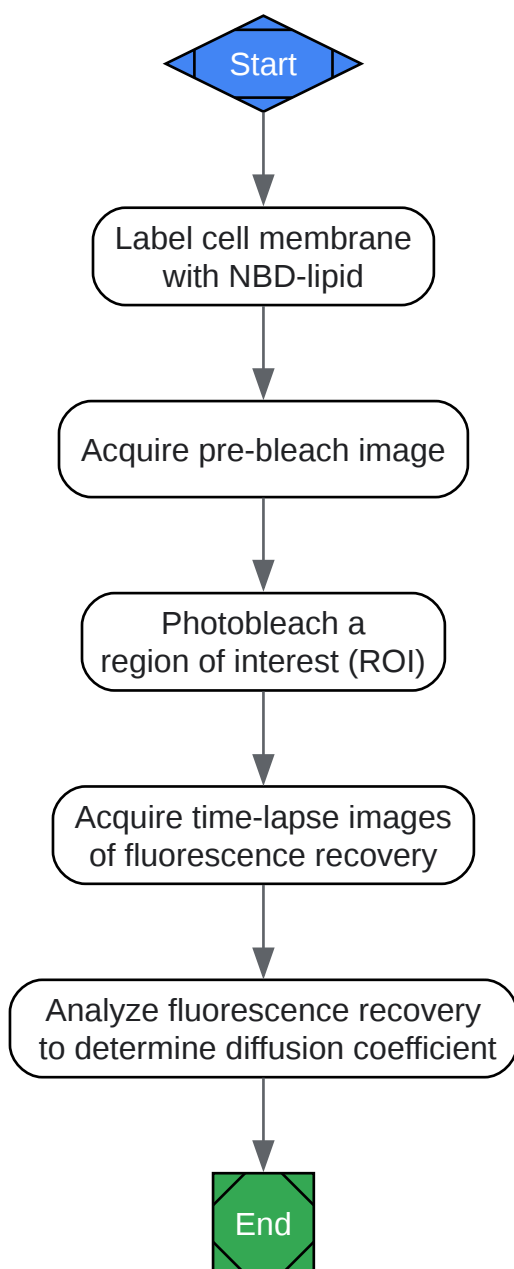 Start
Label cell membrane
with NBD-lipid
Acquire pre-bleach image
Photobleach a
region of interest (ROI)
Acquire time-lapse images
of fluorescence recovery
Analyze fluorescence recovery
to determine diffusion coefficient
End